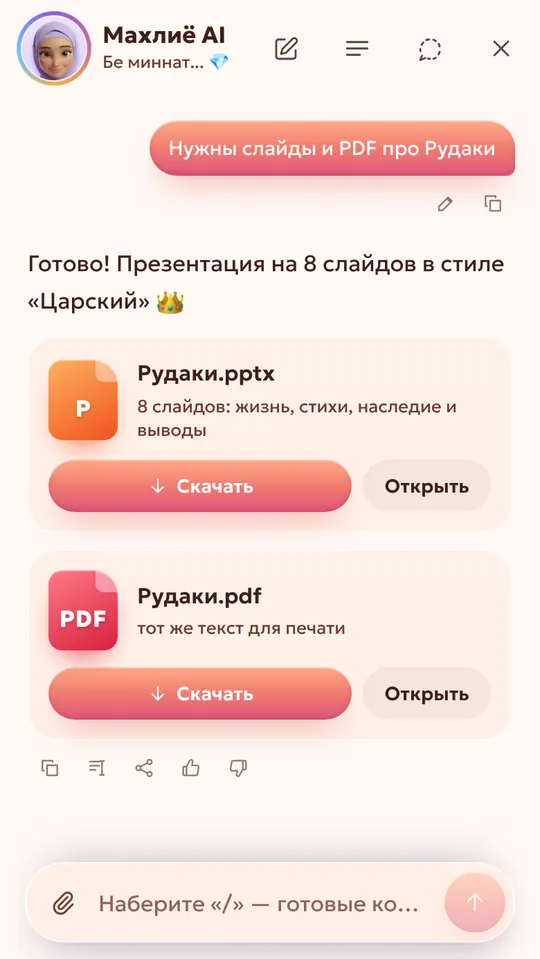 Махлиё AI
Бе миннат... 💎
Нужны слайды и PDF про Рудаки
Готово! Презентация на 8 слайдов в стиле
«Царский» 👑
P
Рудаки.pptx
8 слайдов: жизнь, стихи, наследие и
выводы
↓ Скачать
Открыть
PDF
Рудаки.pdf
тот же текст для печати
↓ Скачать
Открыть
Наберите «/» — готовые ко...